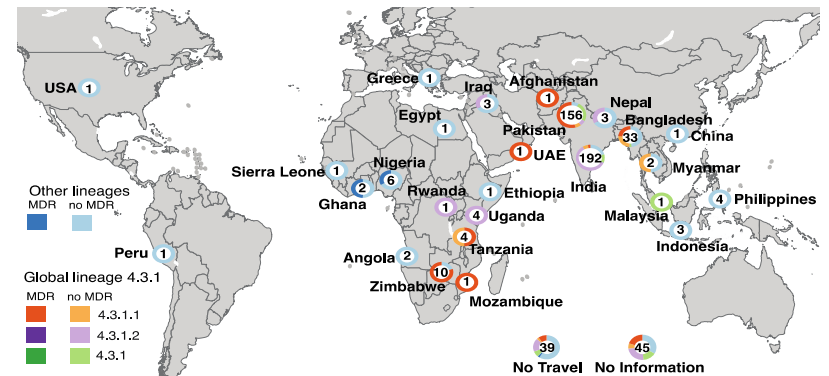 Greece 1
Afghanistan
USA 1
Iraq
1
3
Nepal
Egypt
156
3
Bangladesh
1
Pakistan
33
1
China
1
UAE
192
2
Sierra Leone 1
Nigeria
India
Myanmar
Other lineages
6
Rwanda
1
Ethiopia
MDR no MDR
2
Ghana
1
4
Uganda
1
4
Philippines
Malaysia
4
Tanzania
3
Indonesia
Peru 1
Angola 2
Global lineage 4.3.1
10
1
Zimbabwe
Mozambique
MDR no MDR
4.3.1.1
4.3.1.2
39
45
4.3.1
No Travel
No Information